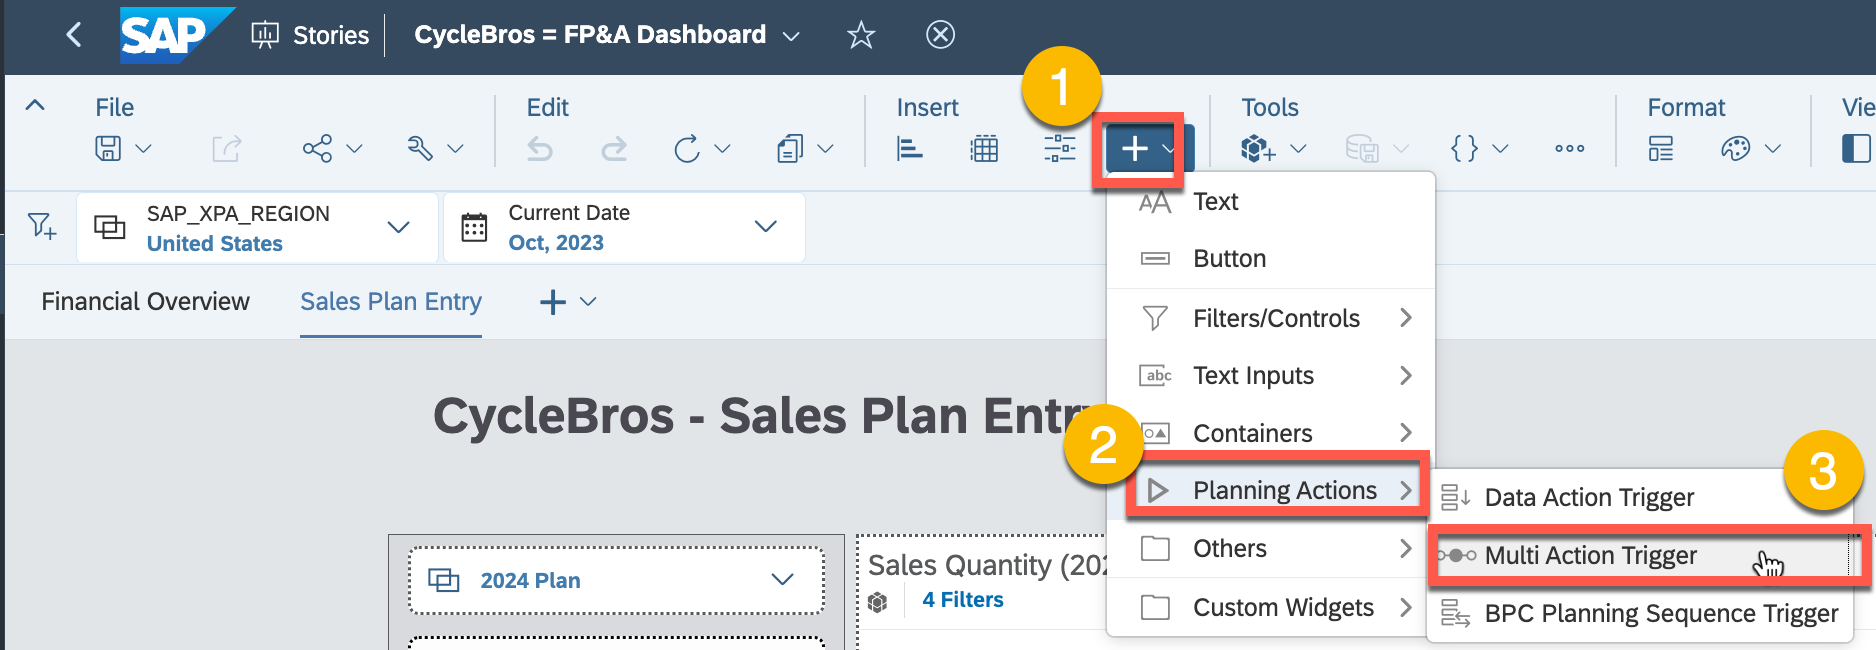 SAP Stories CycleBros = FP&A Dashboard
1
File Edit Insert Tools Format Vie
SAP_XPA_REGION
United States
Current Date
Oct, 2023
Financial Overview Sales Plan Entry
CycleBros - Sales Plan Entry
2024 Plan
Sales Quantity (202
4 Filters
AA Text
Button
Filters/Controls
abc Text Inputs
Containers
2
Planning Actions
Others
Custom Widgets
3
Data Action Trigger
Multi Action Trigger
BPC Planning Sequence Trigger